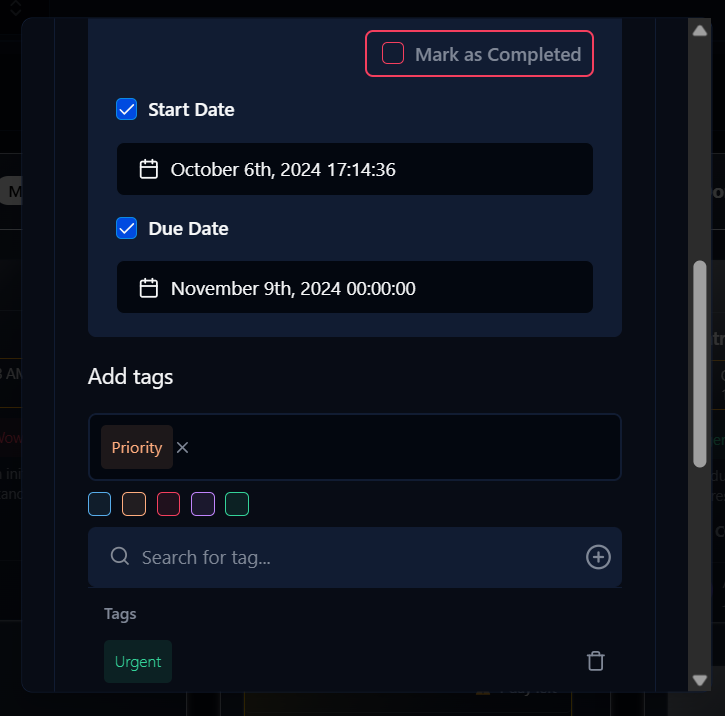 Mark as Completed
Start Date
October 6th, 2024 17:14:36
Due Date
November 9th, 2024 00:00:00
Add tags
Priority
Search for tag...
Tags
Urgent